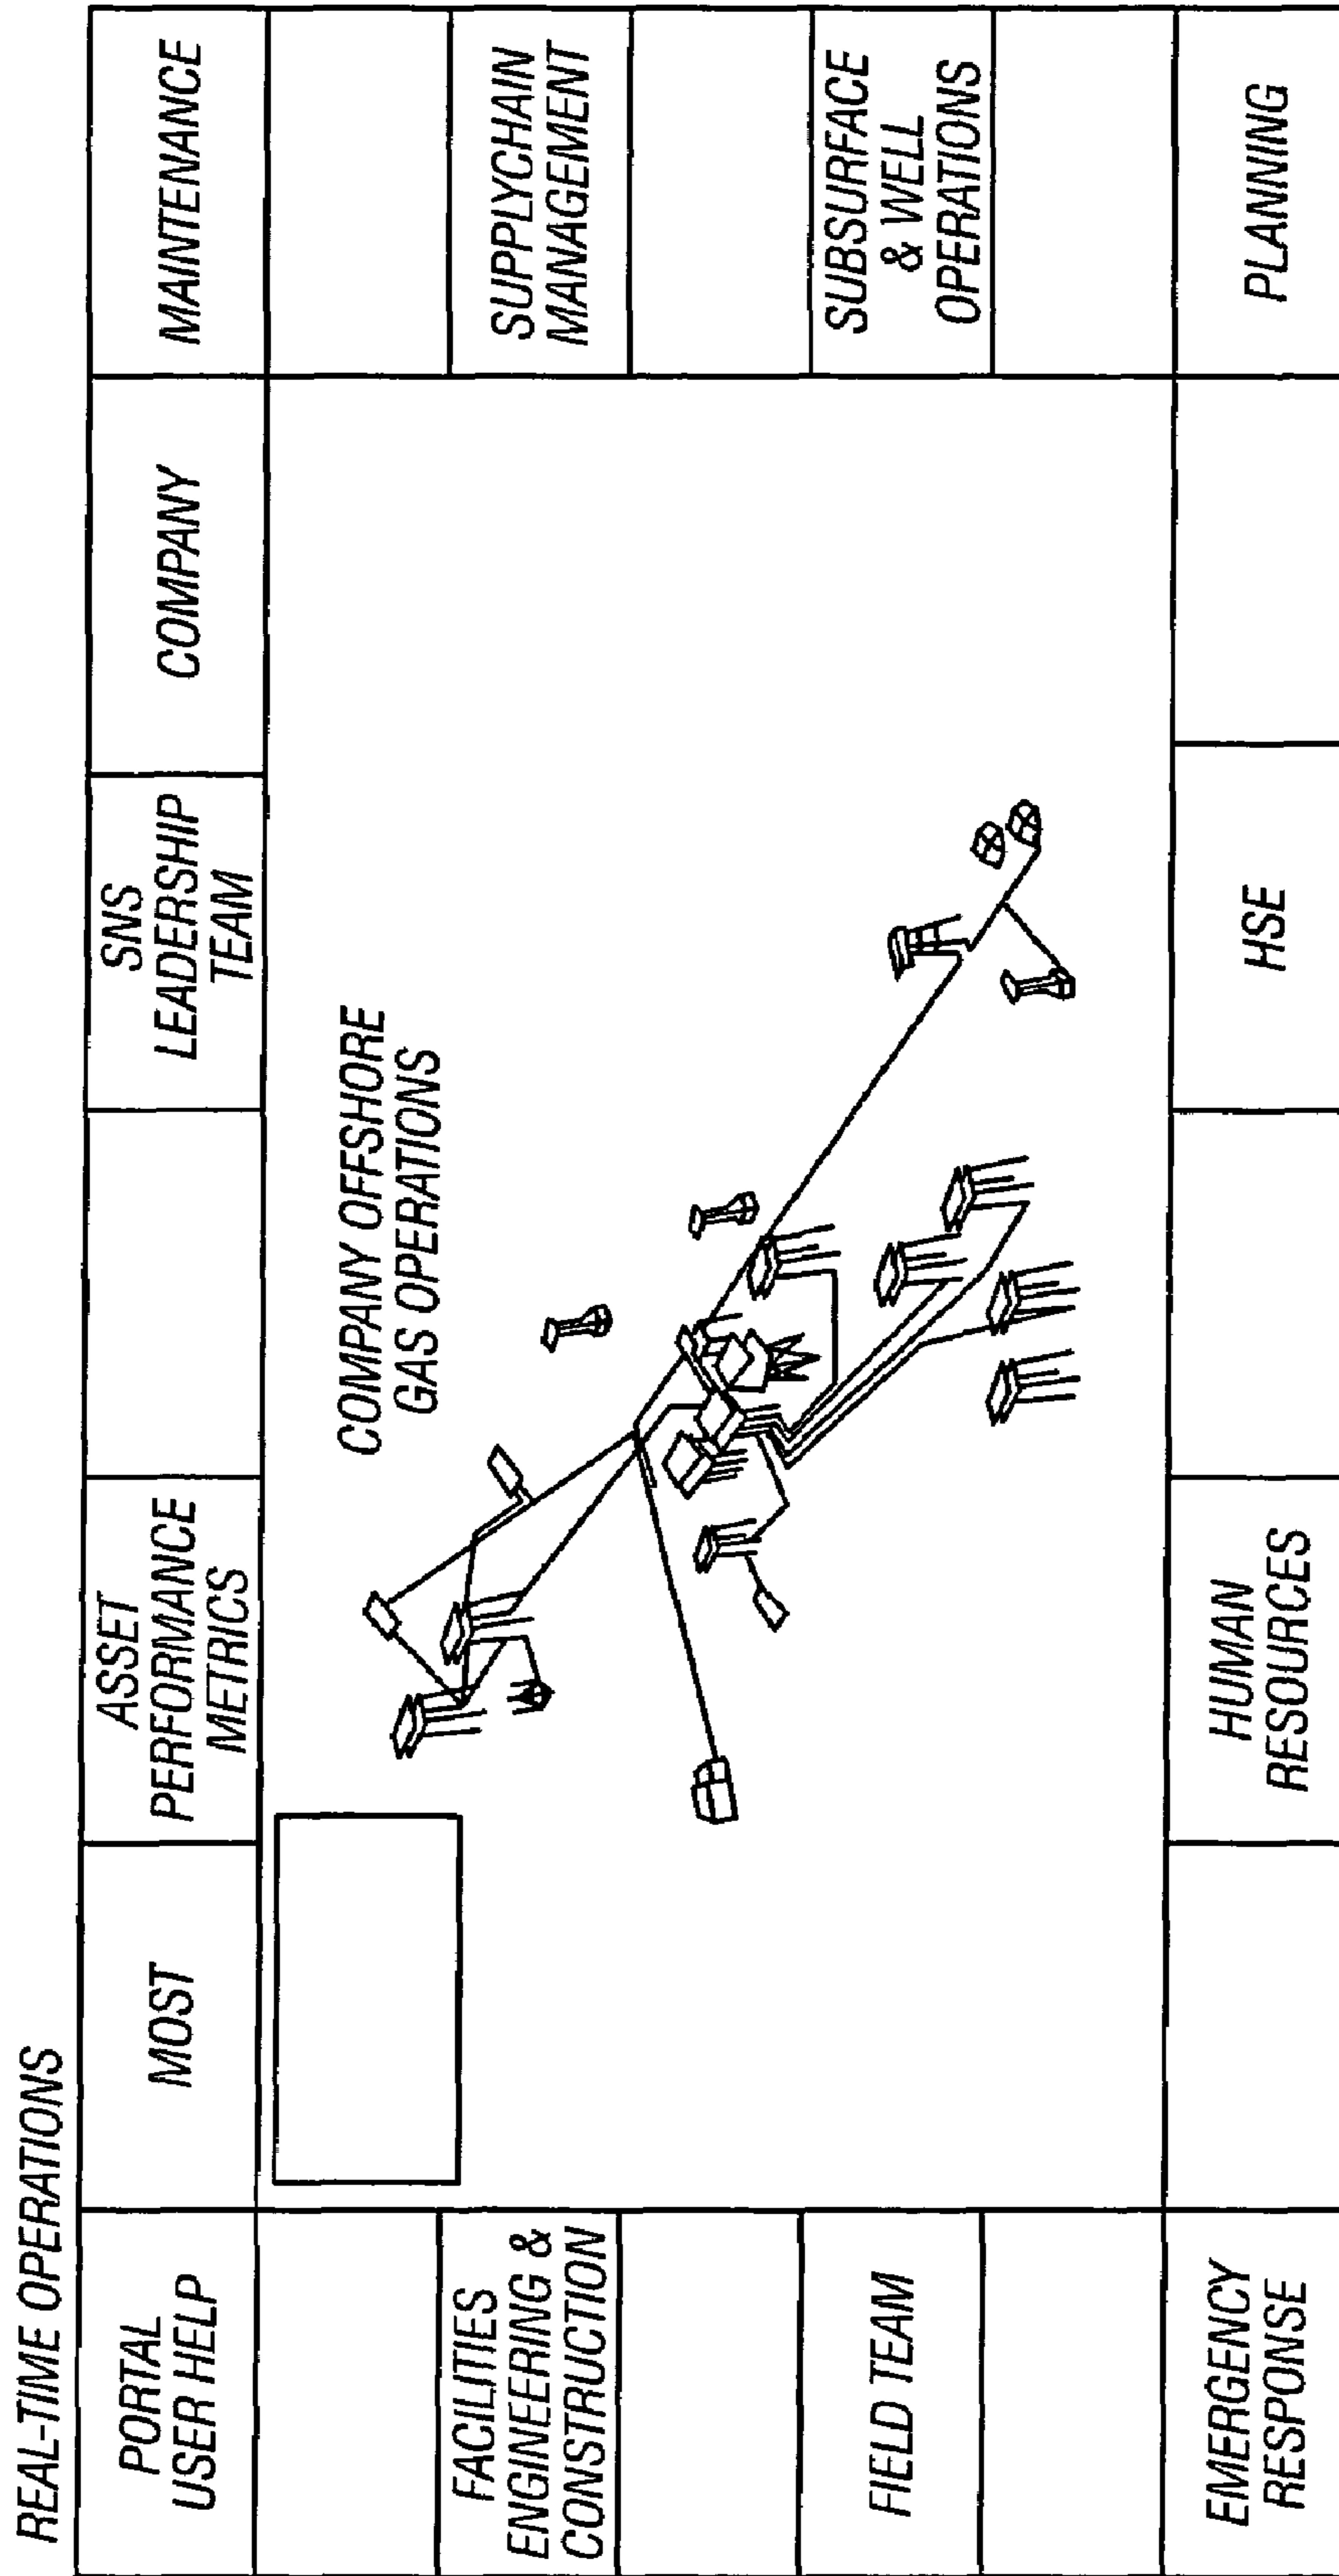 REAL-TIME OPERATIONS
PORTAL
USER HELP
MOST
ASSET
PERFORMANCE
METRICS
SNS
LEADERSHIP
TEAM
COMPANY
MAINTENANCE
COMPANY OFFSHORE
GAS OPERATIONS
FACILITIES
ENGINEERING &
CONSTRUCTION
SUPPLYCHAIN
MANAGEMENT
FIELD TEAM
SUBSURFACE
& WELL
OPERATIONS
EMERGENCY
RESPONSE
HUMAN
RESOURCES
HSE
PLANNING